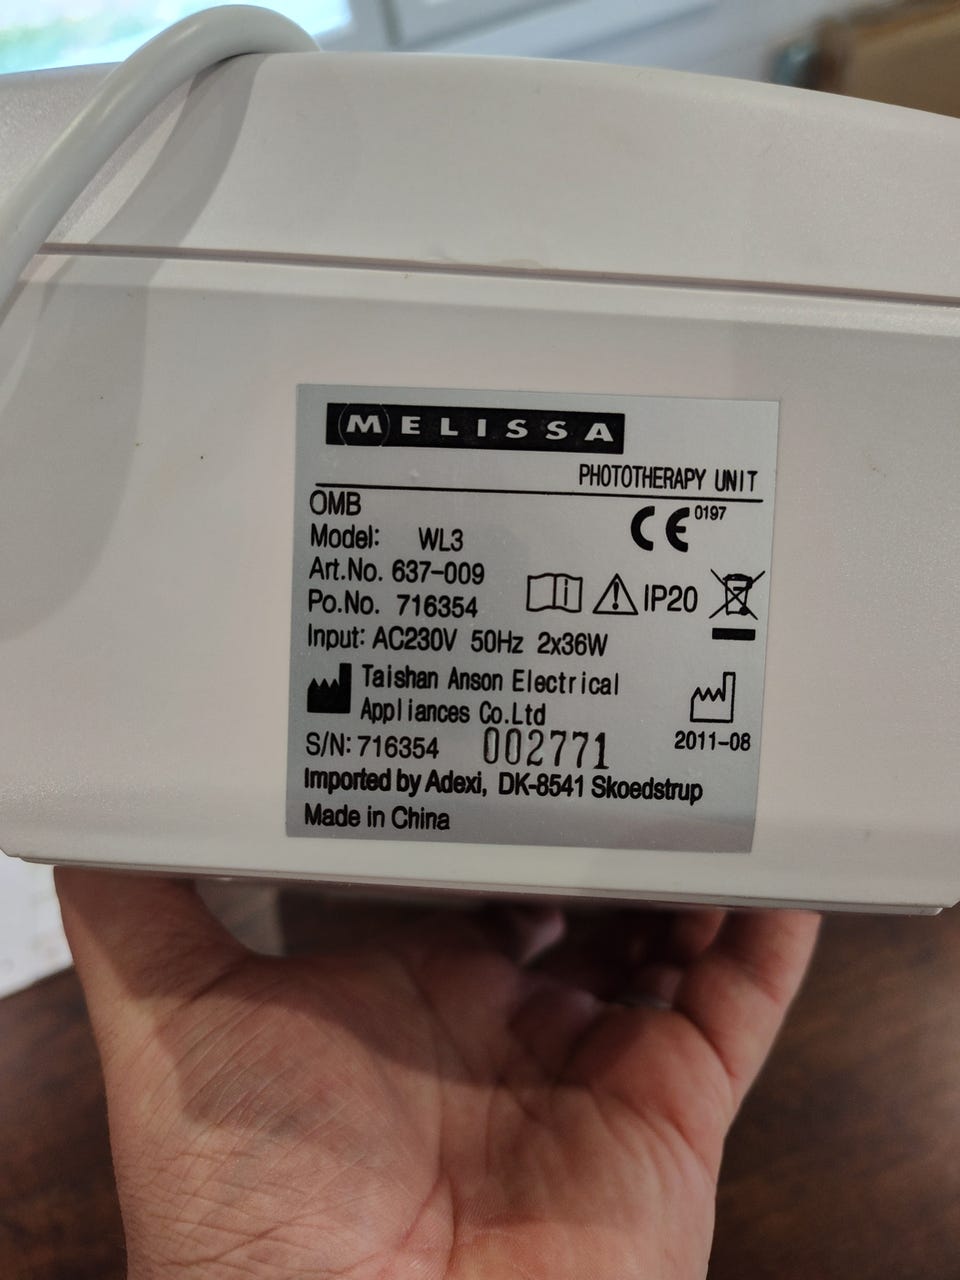 MELISSA
PHOTOTHERAPY UNIT
OMB
CE 0197
Model: WL3
Art.No. 637-009
Po.No. 716354
IP20
Input: AC230V 50Hz 2x36W
Taishan Anson Electrical
Appliances Co.Ltd
2011-08
S/N: 716354 002771
Imported by Adexi, DK-8541 Skoedstrup
Made in China